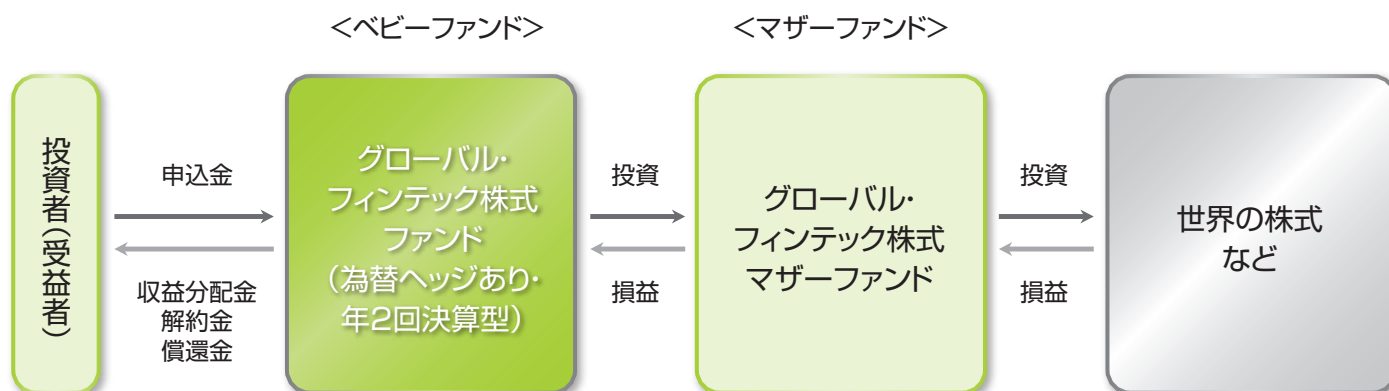 ＜ベビーファンド＞
＜マザーファンド＞
投資者（受益者）
申込金
収益分配金
解約金
償還金
グローバル・
フィンテック株式
ファンド
（為替ヘッジあり・
年2回決算型）
投資
損益
グローバル・
フィンテック株式
マザーファンド
投資
損益
世界の株式
など